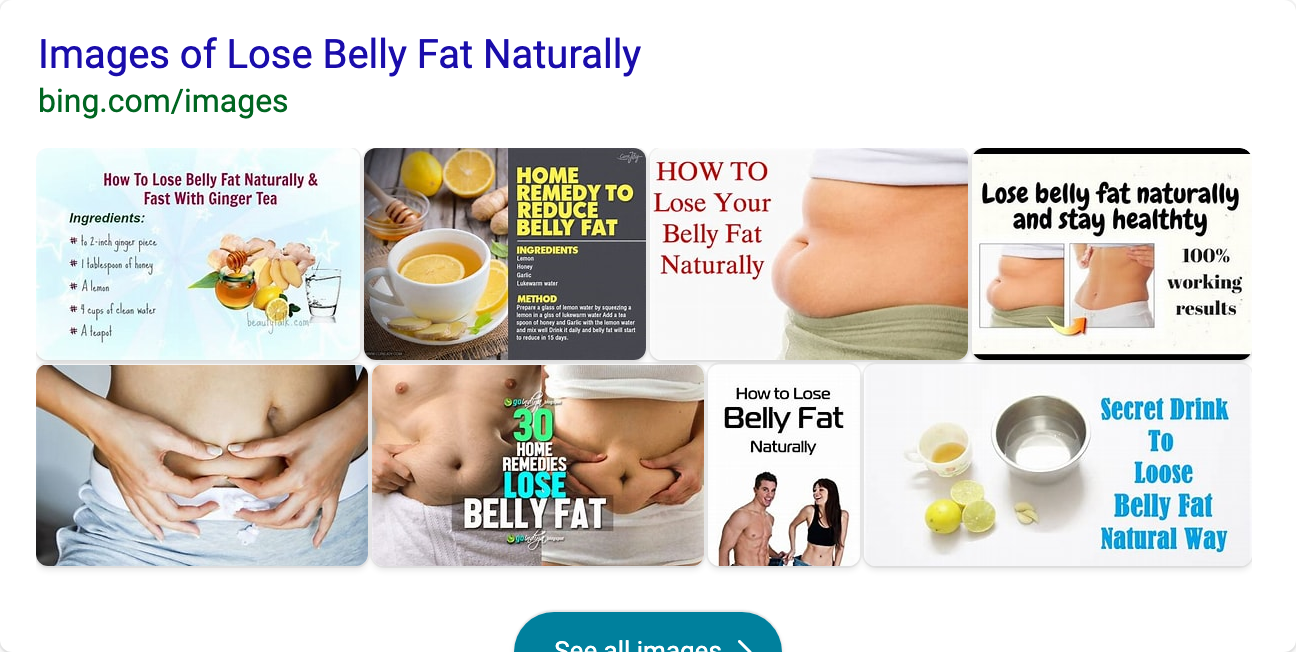 Images of Lose Belly Fat Naturally
bing.com/images
How To Lose Belly Fat Naturally &
Fast With Ginger Tea
Ingredients:
# to 2-inch ginger piece
# 1 tablespoon of honey
# A lemon
# 4 cups of clean water
# A teapot
beautytalk.com
HOME
REMEDY TO
REDUCE
BELLY FAT
INGREDIENTS
Lemon
Honey
Garlic
Lukewarm water
METHOD
Prepare a glass of lemon water by squeezing a
lemon in a glss of lukewarm water Add a tea
spoon of honey and Garlic with the lemon water
and mix well Drink it daily and belly fat will start
to reduce in 15 days.
HOW TO
Lose Your
Belly Fat
Naturally
Lose belly fat naturally
and stay healthty
100%
working
results
30
HOME
REMEDIES
LOSE
BELLY FAT
How to Lose
Belly Fat
Naturally
Secret Drink
To
Loose
Belly Fat
Natural Way
See all images